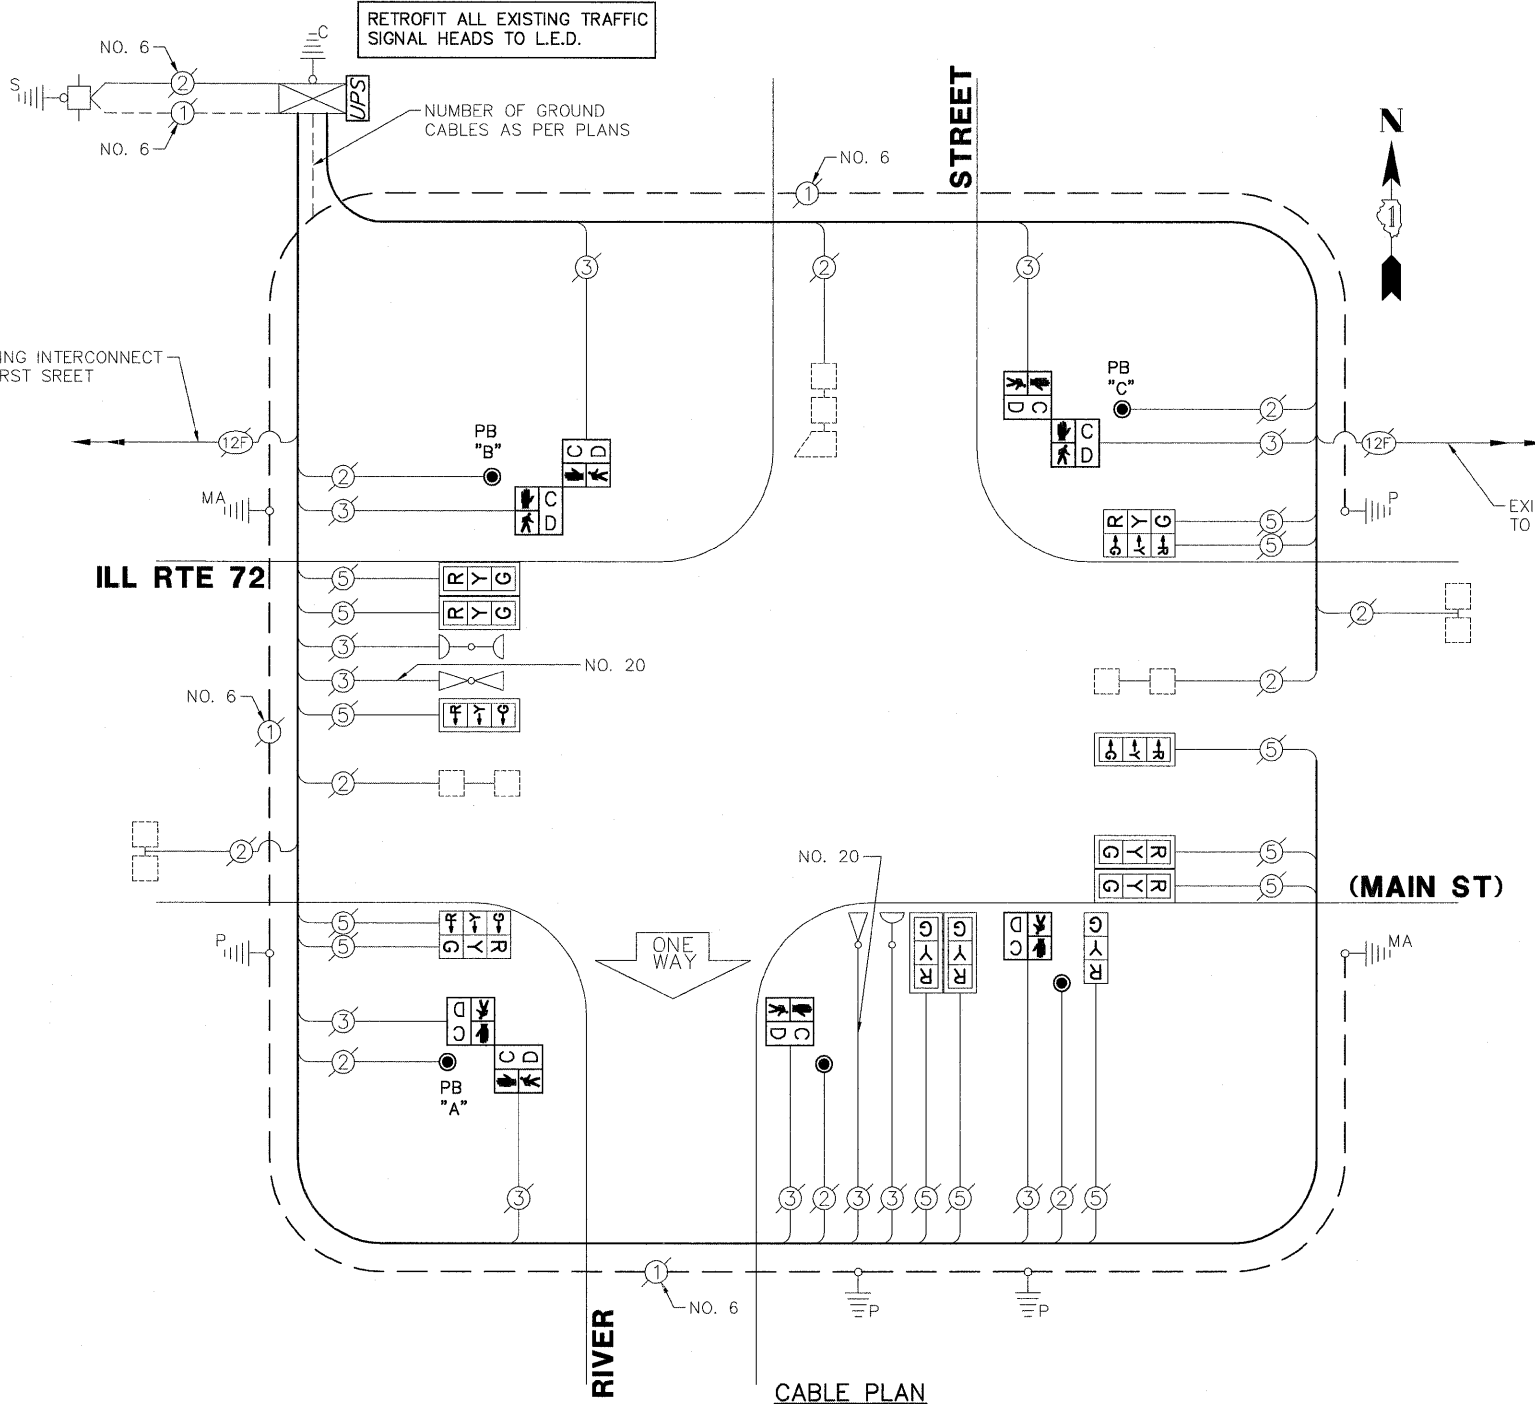 RETROFIT ALL EXISTING TRAFFIC
SIGNAL HEADS TO L.E.D.
C
NO. 6
S
2
UPS
1
NO. 6
NUMBER OF GROUND
CABLES AS PER PLANS
STREET
NO. 6
1
N
1
3
2
3
ING INTERCONNECT
RST SREET
12F
PB
"B"
C D
2
MA
3
C
D
PB
"C"
D C
2
C
D
3
12F
P
EXI
TO
R Y G
5
G Y R
5
ILL RTE 72
5
R Y G
5
R Y G
3
3
NO. 20
5
R Y G
2
2
2
NO. 6
1
G Y R
5
2
NO. 20
G Y R
5
G Y R
5
(MAIN ST)
5
R Y G
5
G Y R
P
ONE
WAY
MA
3
D
C
2
C D
PB
"A"
D C
G
Y
R
G
Y
R
D
C
G
Y
R
3
3
2
3
3
5
5
3
2
5
1
NO. 6
P
P
RIVER
CABLE PLAN